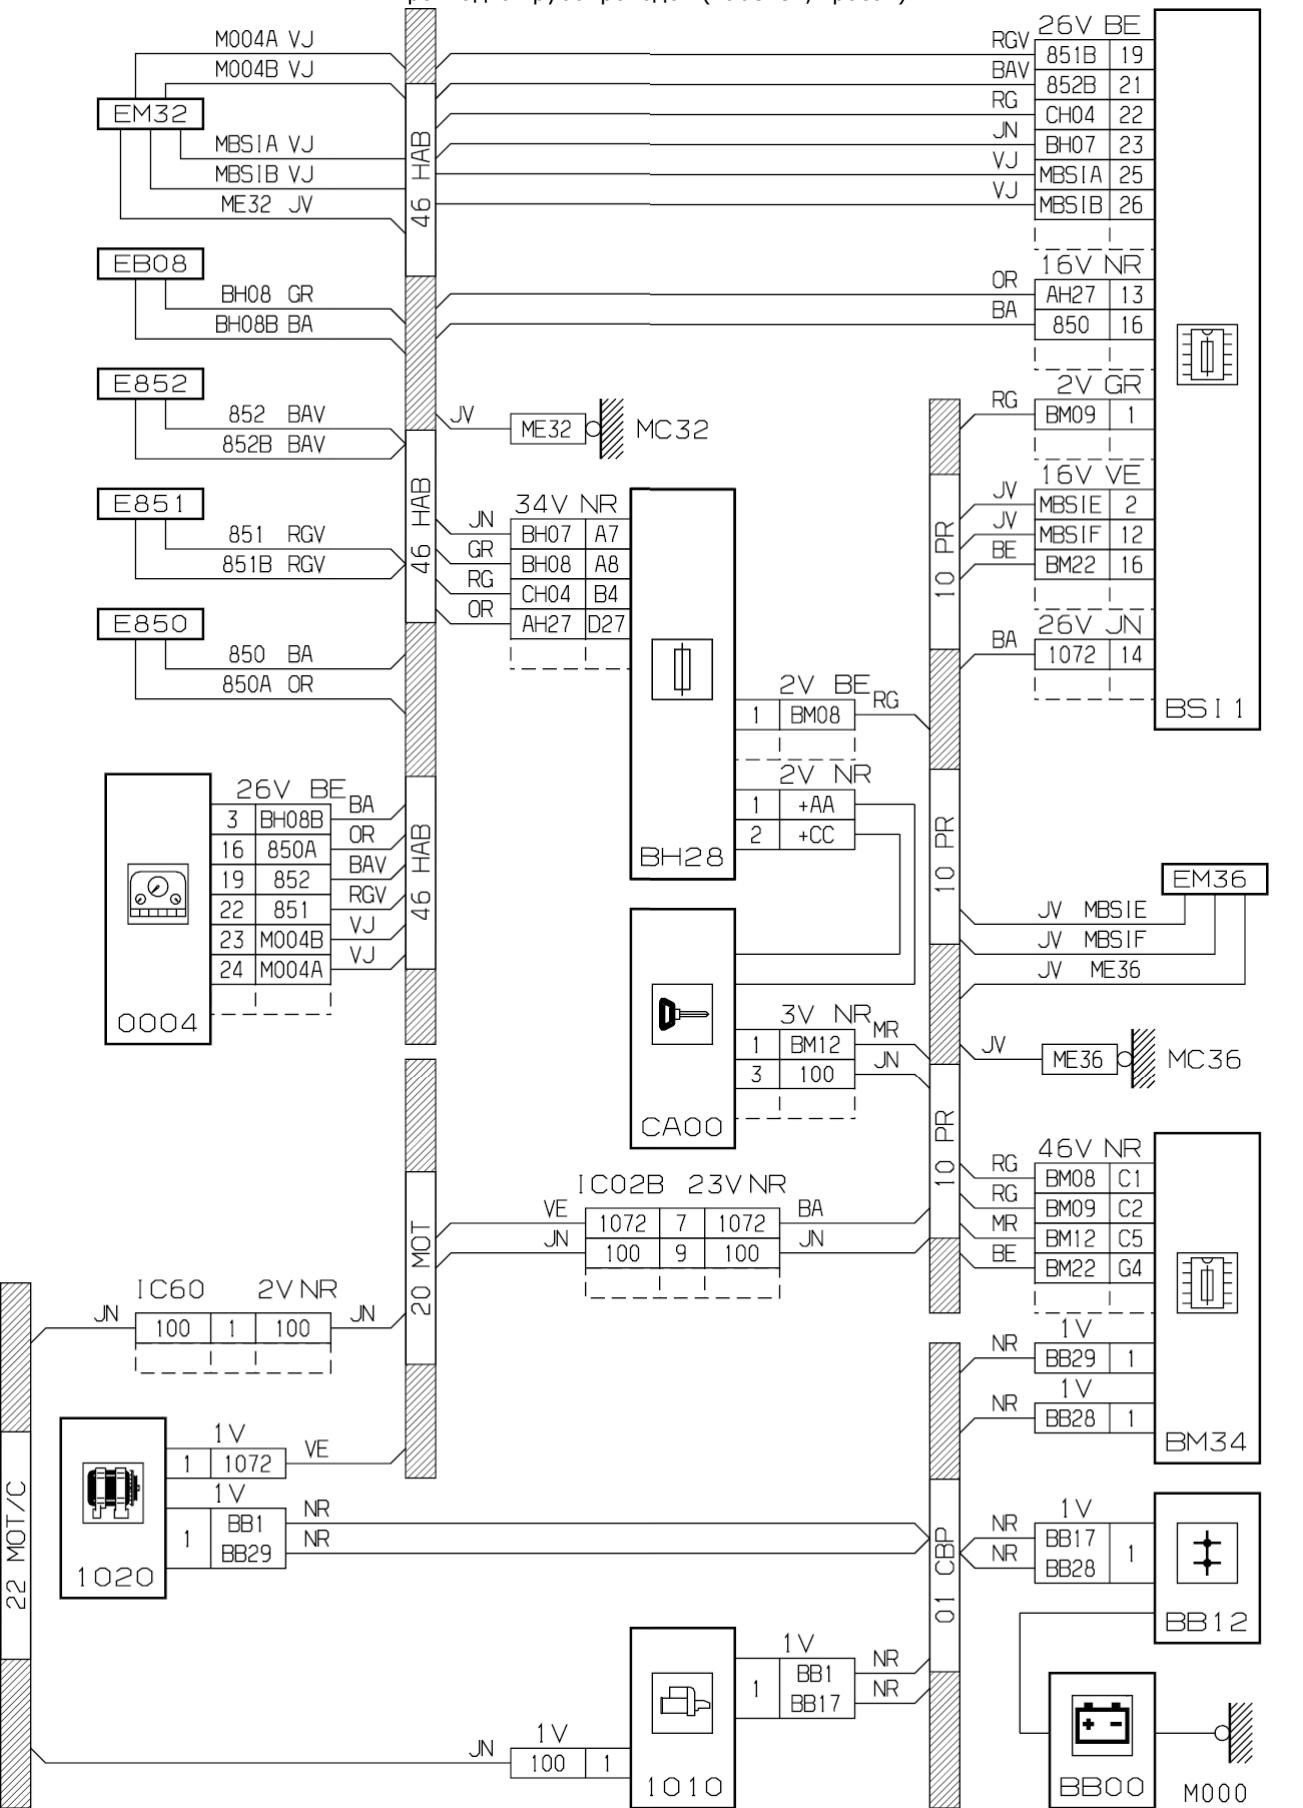 M004A VJ
M004B VJ
EM32
MBSIA VJ
MBSIB VJ
ME32 JV
EB08
BH08 GR
BH08B BA
E852
852 BAV
852B BAV
E851
851 RGV
851B RGV
E850
850 BA
850A OR
46 HAB
46 HAB
46 HAB
26V BE
RGV 851B 19
BAV 852B 21
RG CH04 22
JN BH07 23
VJ MBSIA 25
VJ MBSIB 26
16V NR
OR AH27 13
BA 850 16
2V GR
RG BM09 1
16V VE
JV MBSIE 2
JV MBSIF 12
BE BM22 16
26V JN
BA 1072 14
BSI1
JV ME32 MC32
34V NR
JN BH07 A7
GR BH08 A8
RG CH04 B4
OR AH27 D27
2V BE
1 BM08 RG
2V NR
1 +AA
2 +CC
BH28
10 PR
10 PR
10 PR
26V BE
3 BH08B BA
16 850A OR
19 852 BAV
22 851 RGV
23 M004B VJ
24 M004A VJ
0004
EM36
JV MBSIE
JV MBSIF
JV ME36
JV ME36 MC36
3V NR
1 BM12 MR
3 100 JN
CA00
46V NR
RG BM08 C1
RG BM09 C2
MR BM12 C5
BE BM22 G4
1V
NR BB29 1
1V
NR BB28 1
BM34
IC02B 23V NR
VE 1072 7 1072 BA
JN 100 9 100 JN
20 MOT
IC60 2V NR
JN 100 1 100 JN
22 MOT/C
1V
1 1072 VE
1V
1 BB1 NR
BB29 NR
1020
01 CBP
1V
NR BB17 1
NR BB28
BB12
1V
1 BB1 NR
BB17 NR
1V
JN 100 1
1010
BB00
M000